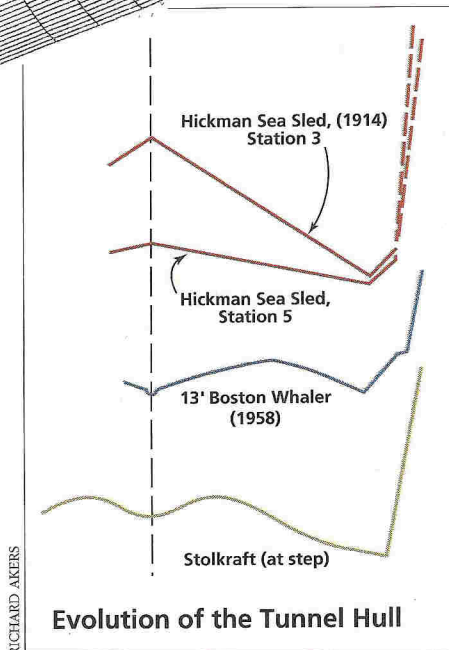 Hickman Sea Sled, (1914)
Station 3
Hickman Sea Sled,
Station 5
13' Boston Whaler
(1958)
Stolkraft (at step)
RICHARD AKERS
Evolution of the Tunnel Hull